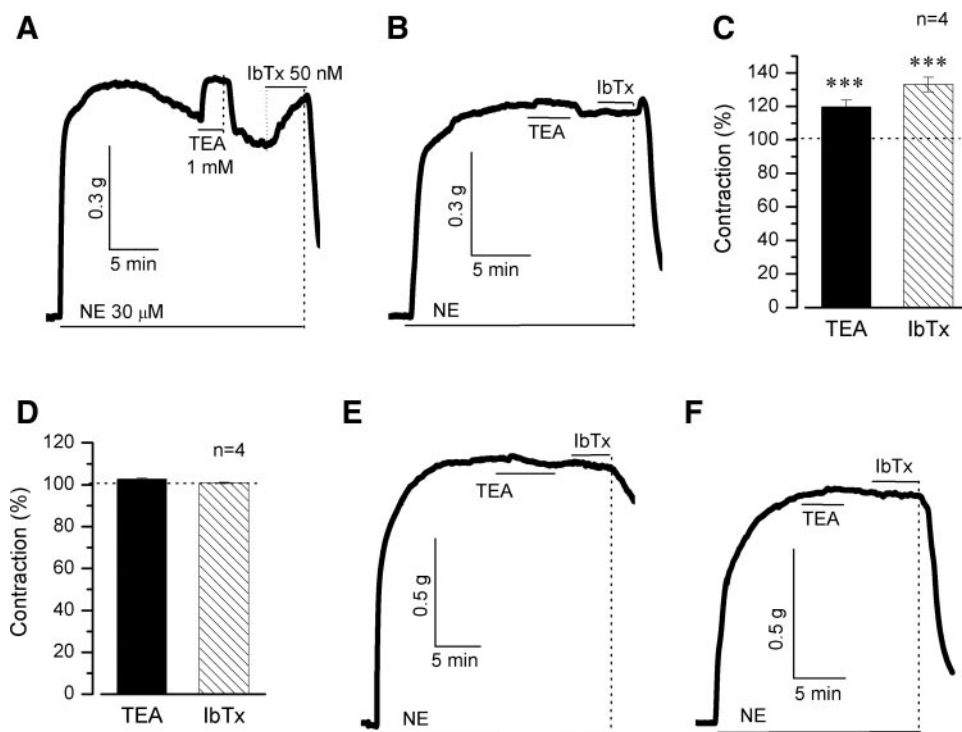 A
IbTx 50 nM
TEA
1 mM
0.3 g
5 min
NE 30 μM
B
IbTx
TEA
0.3 g
5 min
NE
C
n=4
*** ***
Contraction (%)
140
120
100
80
60
40
20
0
TEA IbTx
D
n=4
Contraction (%)
120
100
80
60
40
20
0
TEA IbTx
E
IbTx
TEA
0.5 g
5 min
NE
F
IbTx
TEA
0.5 g
5 min
NE